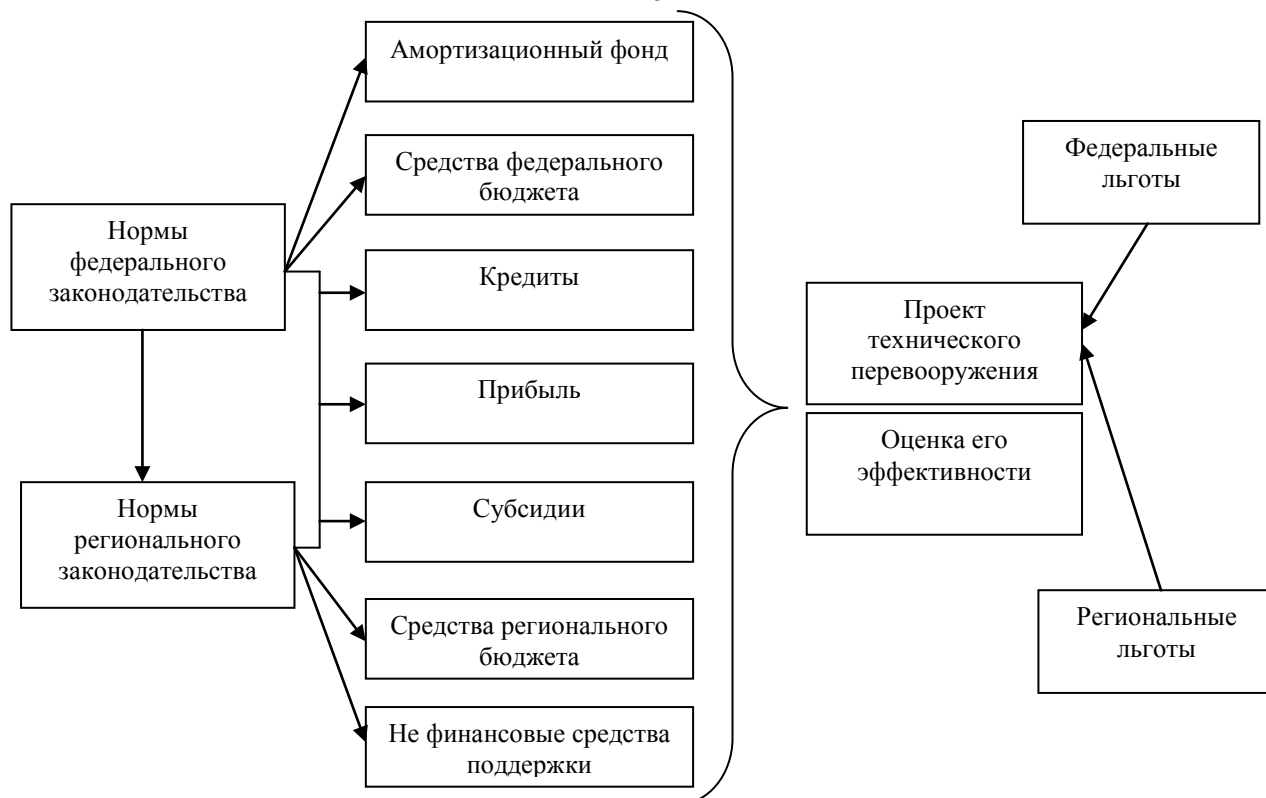 Нормы
федерального
законодательства
Нормы
регионального
законодательства
Амортизационный фонд
Средства федерального
бюджета
Кредиты
Прибыль
Субсидии
Средства регионального
бюджета
Не финансовые средства
поддержки
Проект
технического
перевооружения
Оценка его
эффективности
Федеральные
льготы
Региональные
льготы